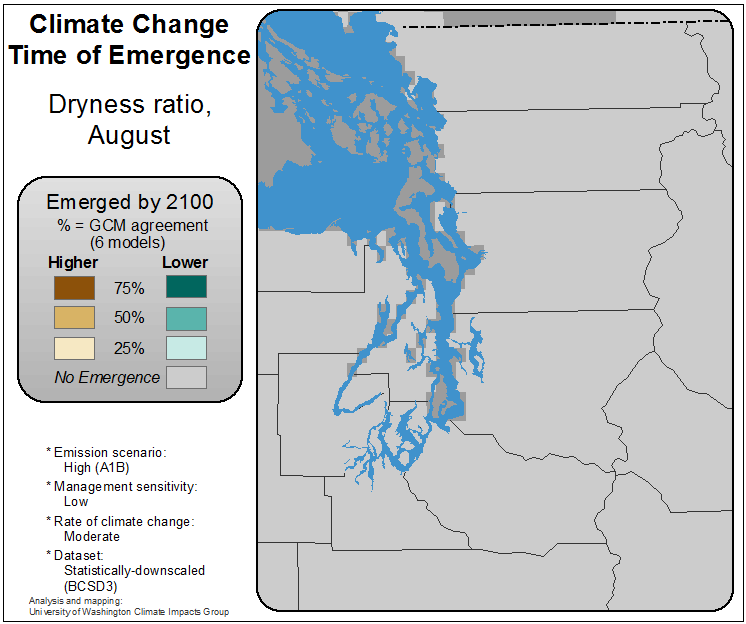 Climate Change
Time of Emergence
Dryness ratio,
August
Emerged by 2100
% = GCM agreement
(6 models)
Higher Lower
75%
50%
25%
No Emergence
* Emission scenario:
High (A1B)
* Management sensitivity:
Low
* Rate of climate change:
Moderate
* Dataset:
Statistically-downscaled
(BCSD3)
Analysis and mapping:
University of Washington Climate Impacts Group